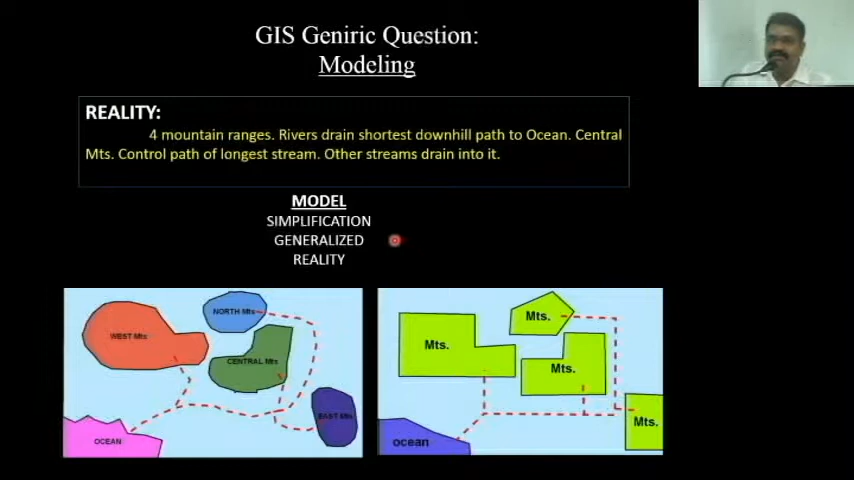 GIS Geniric Question:
Modeling
REALITY:
4 mountain ranges. Rivers drain shortest downhill path to Ocean. Central
Mts. Control path of longest stream. Other streams drain into it.
MODEL
SIMPLIFICATION
GENERALIZED
REALITY
WEST Mts
NORTH Mts
CENTRAL Mts
EAST Mts
OCEAN
Mts.
Mts.
Mts.
Mts.
ocean